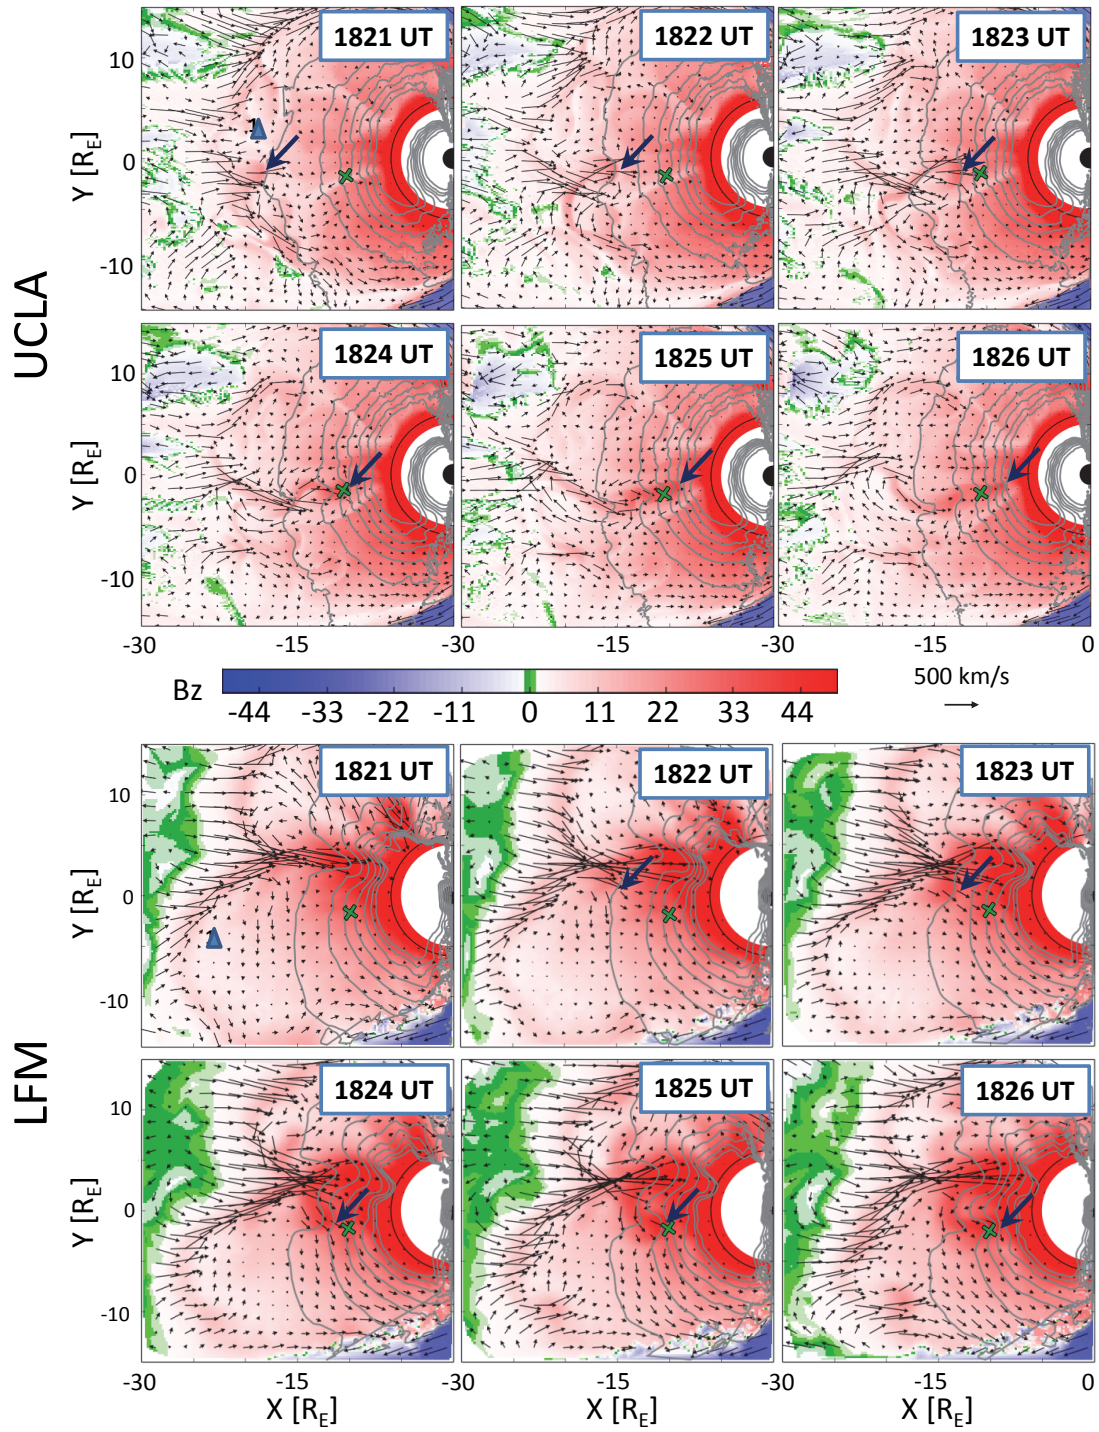 UCLA
1821 UT
1822 UT
1823 UT
10
0
-10
Y [RE]
1824 UT
1825 UT
1826 UT
10
0
-10
Y [RE]
-30
-15
-30
-15
-30
-15
0
Bz
-44
-33
-22
-11
0
11
22
33
44
500 km/s
LFM
1821 UT
1822 UT
1823 UT
10
0
-10
Y [RE]
1824 UT
1825 UT
1826 UT
10
0
-10
Y [RE]
-30
-15
-30
-15
-30
-15
0
X [RE]
X [RE]
X [RE]